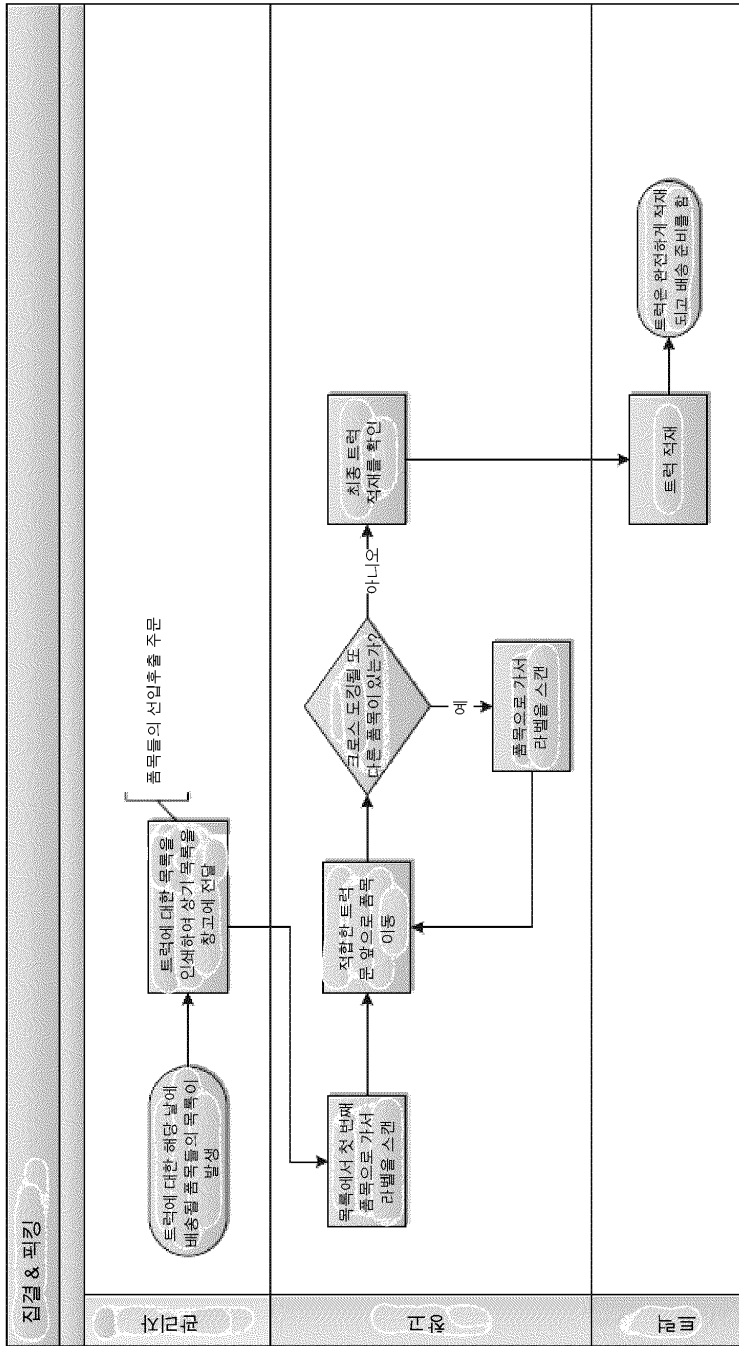 집결 & 픽킹
관리자
트럭에 대한 해당 날에
배송될 품목들의 목록이
발생
트럭에 대한 목록을
인쇄하여 상기 목록을
창고에 전달
품목들의 선입후출 주문
창고
목록에서 첫 번째
품목으로 가서
라벨을 스캔
적합한 트럭
문 앞으로 품목
이동
크로스 도킹될 또
다른 품목이 있는가?
예
품목으로 가서
라벨을 스캔
아니오
최종 트럭
적재를 확인
트럭
트럭 적재
트럭은 완전하게 적재
되고 배송 준비를 함